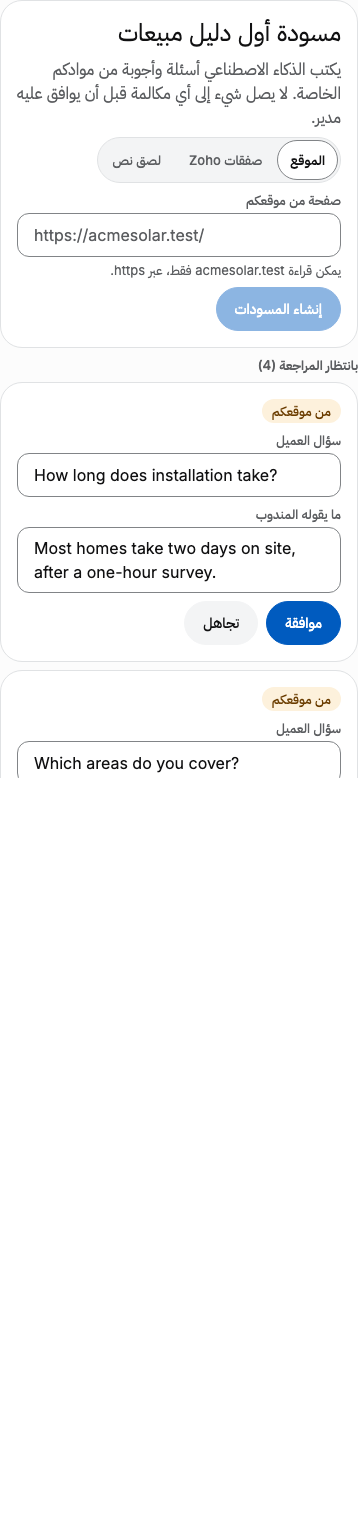 مسودة أول دليل مبيعات
يكتب الذكاء الاصطناعي أسئلة وأجوبة من موادكم
الخاصة. لا يصل شيء إلى أي مكالمة قبل أن يوافق عليه
مدير.
الموقع
صفقات Zoho
لصق نص
صفحة من موقعكم
https://acmesolar.test/
يمكن قراءة acmesolar.test فقط، عبر https.
إنشاء المسودات
بانتظار المراجعة (4)
من موقعكم
سؤال العميل
How long does installation take?
ما يقوله المندوب
Most homes take two days on site,
after a one-hour survey.
موافقة
تجاهل
من موقعكم
سؤال العميل
Which areas do you cover?